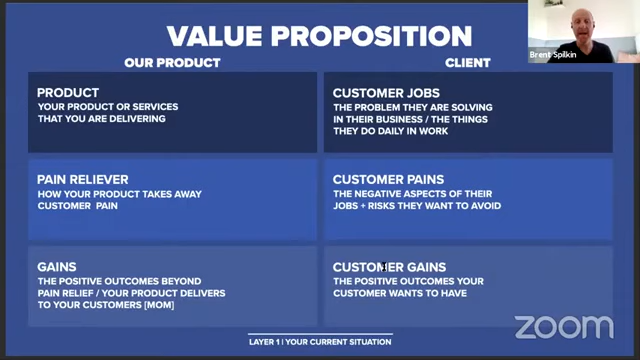 VALUE PROPOSITION
OUR PRODUCT
CLIENT
PRODUCT
YOUR PRODUCT OR SERVICES
THAT YOU ARE DELIVERING
CUSTOMER JOBS
THE PROBLEM THEY ARE SOLVING
IN THEIR BUSINESS / THE THINGS
THEY DO DAILY IN WORK
PAIN RELIEVER
HOW YOUR PRODUCT TAKES AWAY
CUSTOMER PAIN
CUSTOMER PAINS
THE NEGATIVE ASPECTS OF THEIR
JOBS + RISKS THEY WANT TO AVOID
GAINS
THE POSITIVE OUTCOMES BEYOND
PAIN RELIEF / YOUR PRODUCT DELIVERS
TO YOUR CUSTOMERS [MOM]
CUSTOMER GAINS
THE POSITIVE OUTCOMES YOUR
CUSTOMER WANTS TO HAVE
LAYER 1 | YOUR CURRENT SITUATION
Brent Spilkin
zoom